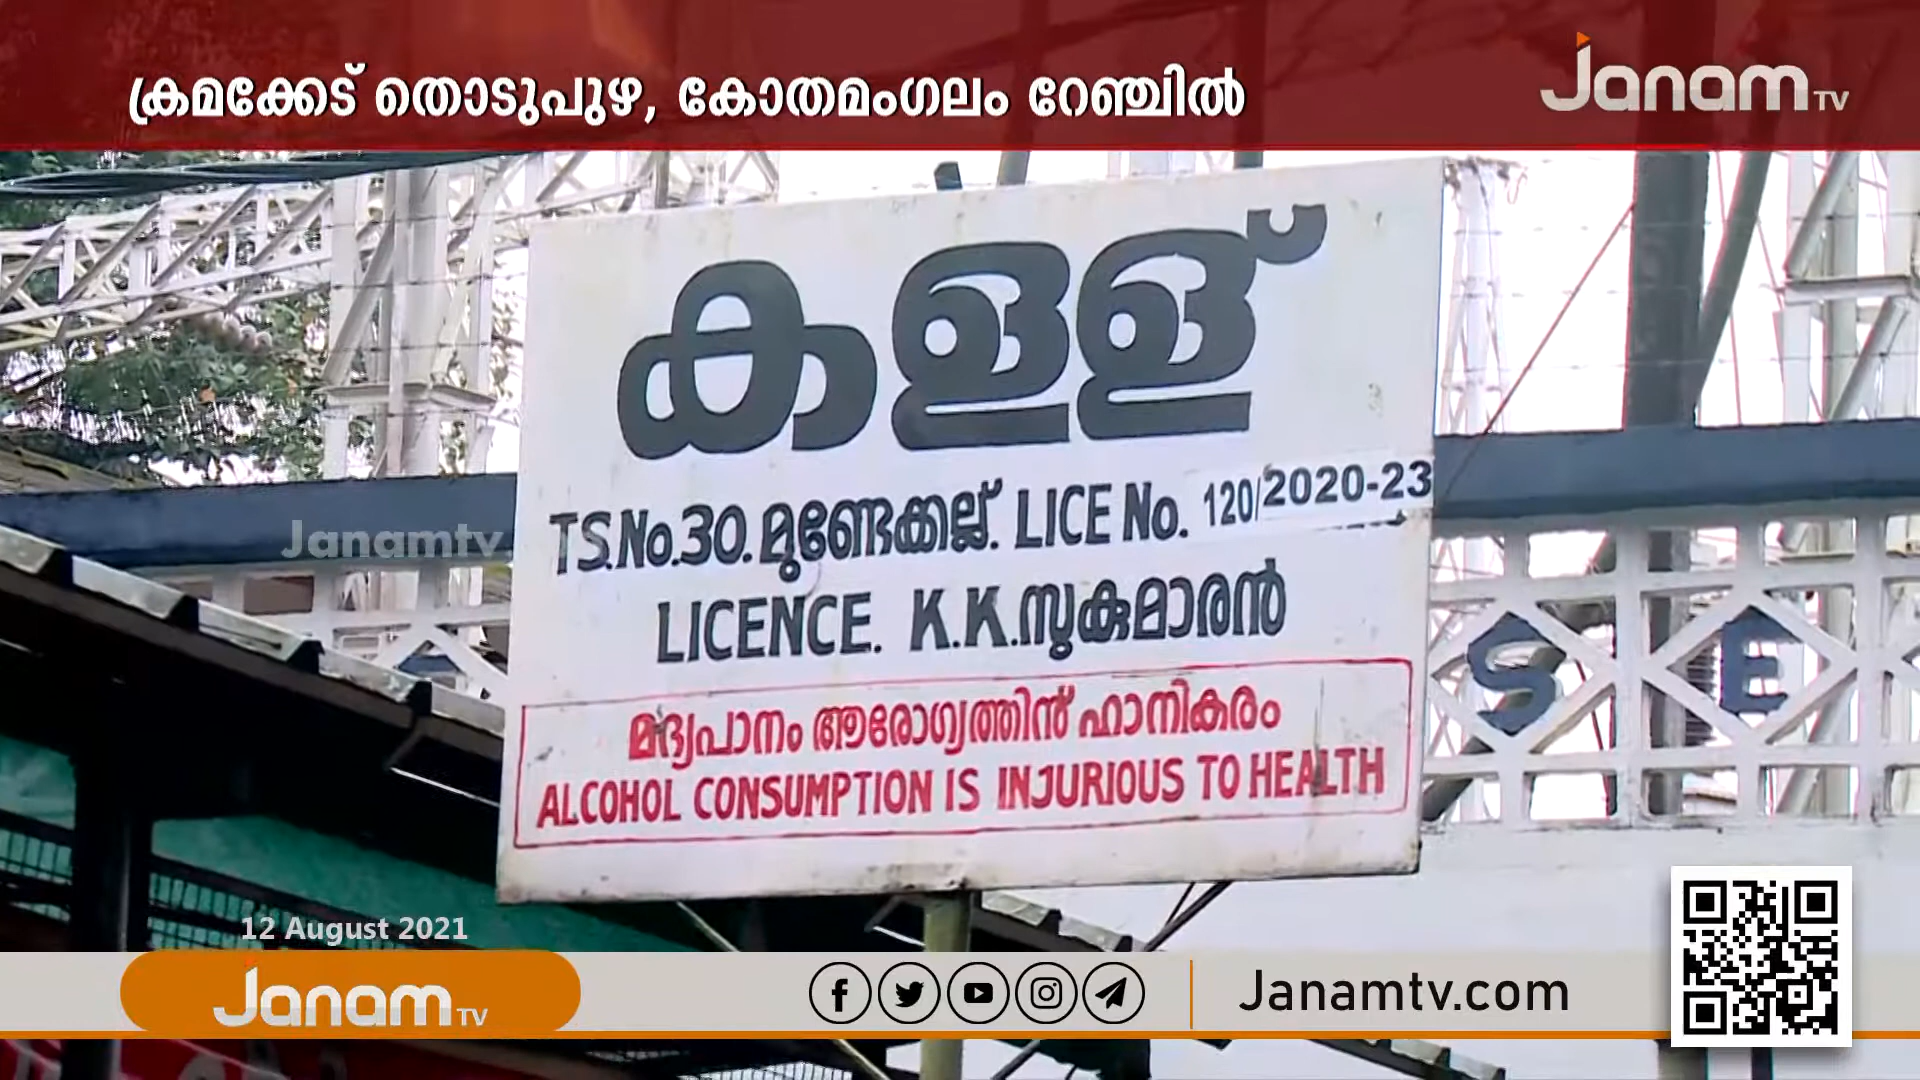 ക്രമക്കേട് തൊടുപുഴ, കോതമംഗലം റേഞ്ചിൽ
Janam TV
കള്ള്
T.S.No.30.മുണ്ടേക്കല്ല്. LICE No. 120/2020-23
LICENCE. K.K.സുകുമാരൻ
മദ്യപാനം ആരോഗ്യത്തിന് ഹാനികരം
ALCOHOL CONSUMPTION IS INJURIOUS TO HEALTH
Janamtv.
S E
12 August 2021
Janam TV
Janamtv.com